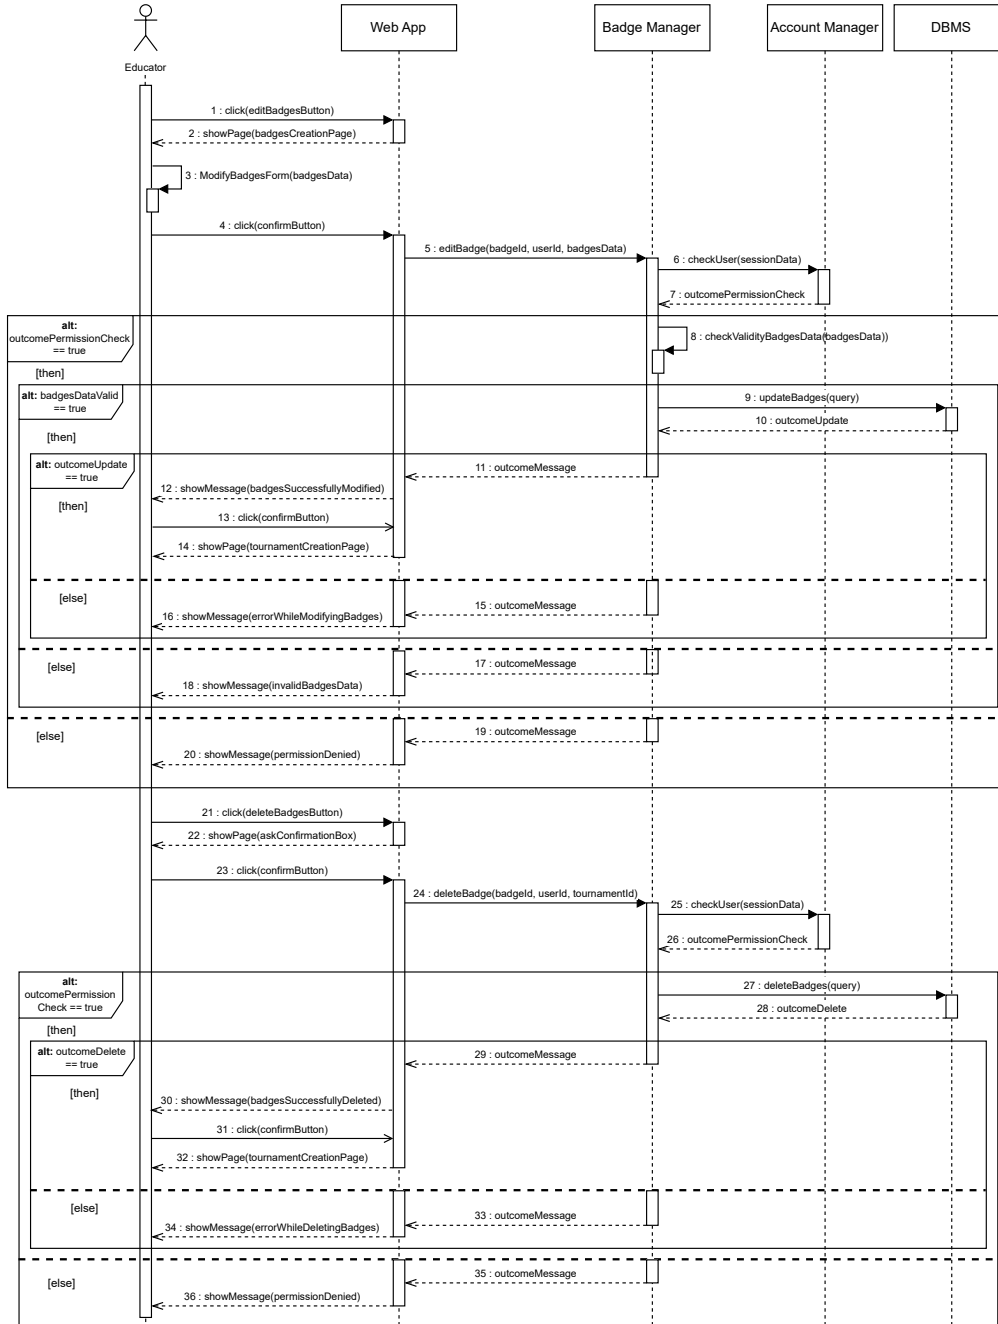 Educator
Web App
Badge Manager
Account Manager
DBMS
1 : click(editBadgesButton)
2 : showPage(badgesCreationPage)
3 : ModifyBadgesForm(badgesData)
4 : click(confirmButton)
5 : editBadge(badgeId, userId, badgesData)
6 : checkUser(sessionData)
7 : outcomePermissionCheck
alt:
outcomePermissionCheck
== true
[then]
8 : checkValidityBadgesData(badgesData))
alt: badgesDataValid
== true
[then]
9 : updateBadges(query)
10 : outcomeUpdate
alt: outcomeUpdate
== true
[then]
11 : outcomeMessage
12 : showMessage(badgesSuccessfullyModified)
13 : click(confirmButton)
14 : showPage(tournamentCreationPage)
[else]
15 : outcomeMessage
16 : showMessage(errorWhileModifyingBadges)
[else]
17 : outcomeMessage
18 : showMessage(invalidBadgesData)
[else]
19 : outcomeMessage
20 : showMessage(permissionDenied)
21 : click(deleteBadgesButton)
22 : showPage(askConfirmationBox)
23 : click(confirmButton)
24 : deleteBadge(badgeId, userId, tournamentId)
25 : checkUser(sessionData)
26 : outcomePermissionCheck
alt:
outcomePermission
Check == true
[then]
27 : deleteBadges(query)
28 : outcomeDelete
alt: outcomeDelete
== true
[then]
29 : outcomeMessage
30 : showMessage(badgesSuccessfullyDeleted)
31 : click(confirmButton)
32 : showPage(tournamentCreationPage)
[else]
33 : outcomeMessage
34 : showMessage(errorWhileDeletingBadges)
[else]
35 : outcomeMessage
36 : showMessage(permissionDenied)